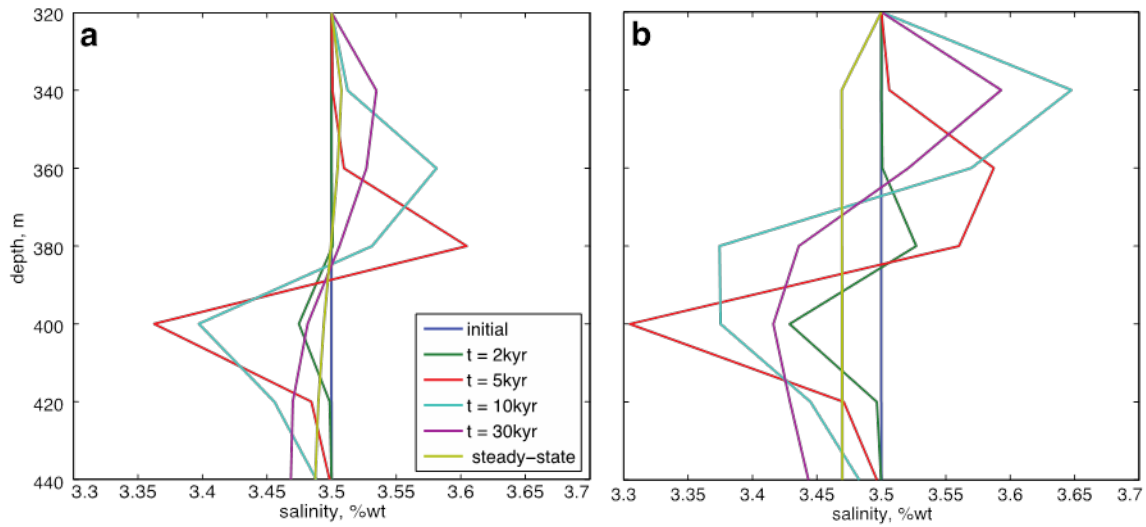 a
b
320
340
360
380
400
420
440
depth, m
initial
t = 2kyr
t = 5kyr
t = 10kyr
t = 30kyr
steady-state
3.3 3.4 3.45 3.5 3.55 3.6 3.65 3.7
3.3 3.35 3.4 3.45 3.5 3.55 3.6 3.65 3.7
salinity, %wt
salinity, %wt